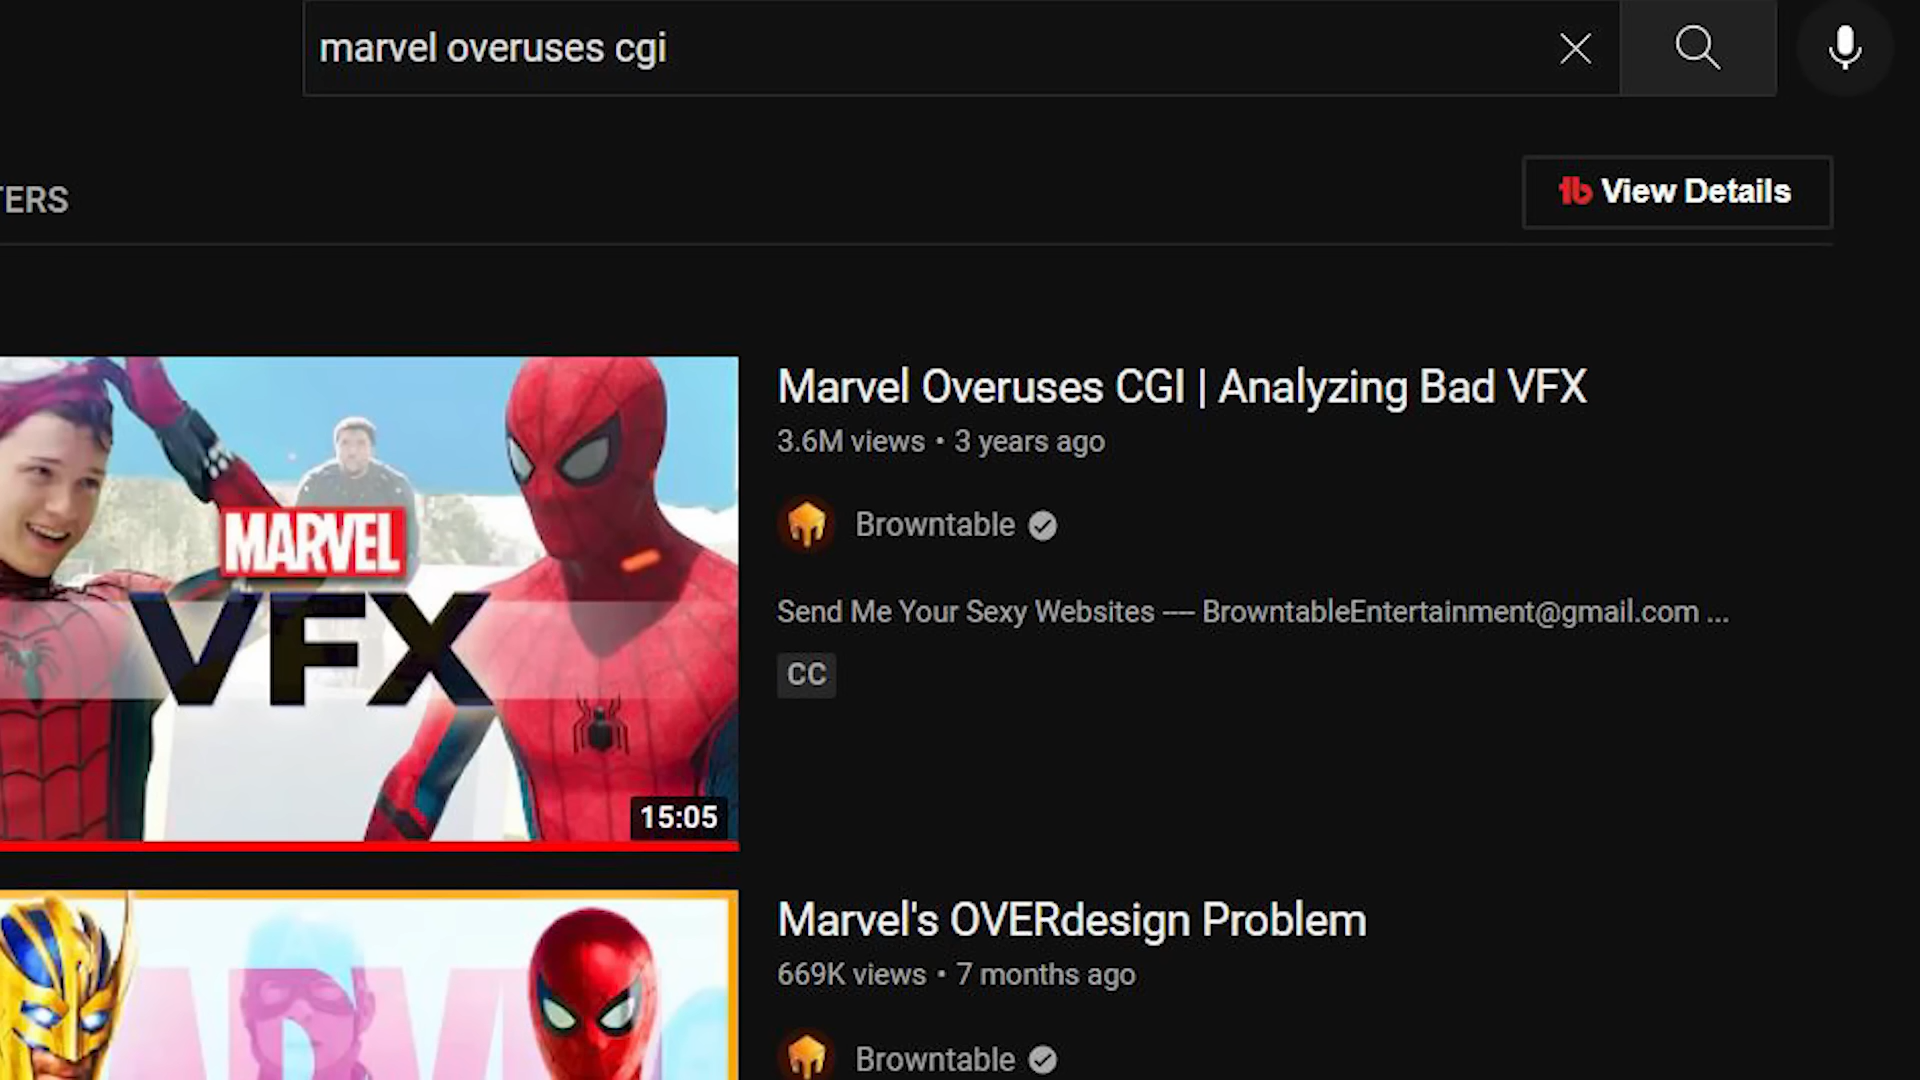 marvel overuses cgi
TERS
tb View Details
MARVEL
VFX
15:05
Marvel Overuses CGI | Analyzing Bad VFX
3.6M views • 3 years ago
Browntable
Send Me Your Sexy Websites ---- BrowntableEntertainment@gmail.com ...
CC
Marvel's OVERdesign Problem
669K views • 7 months ago
Browntable